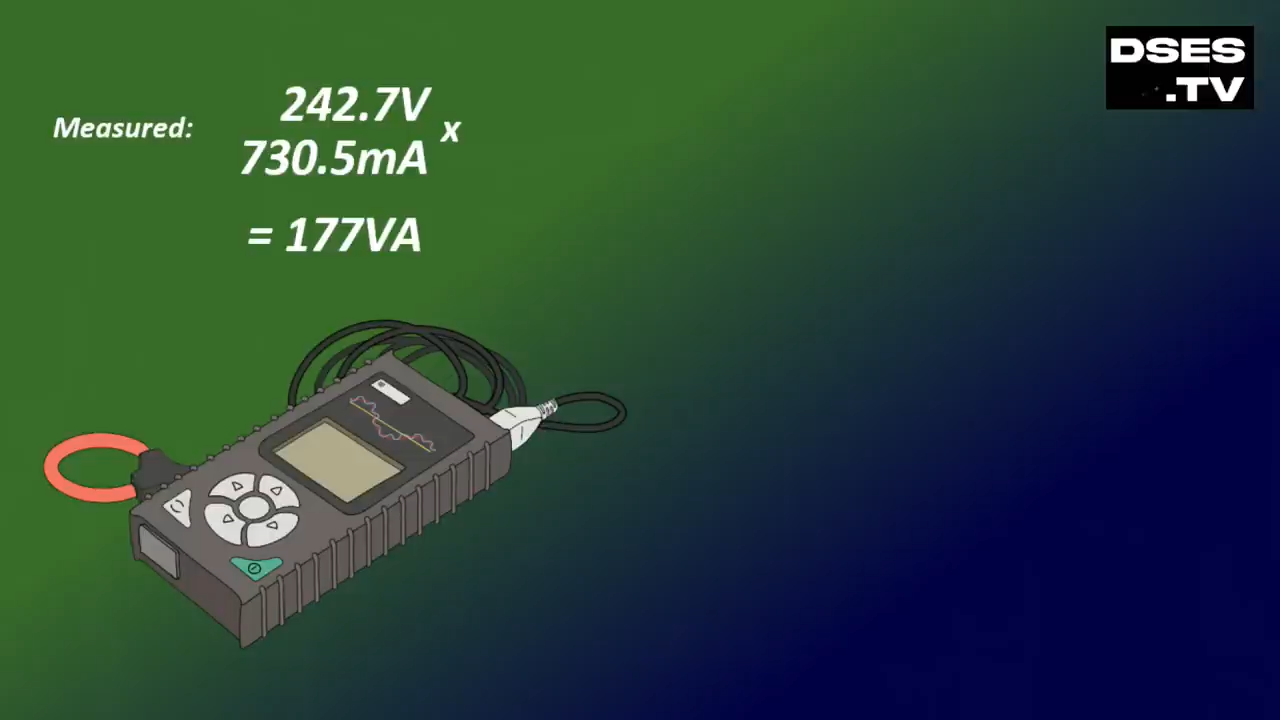 DSES
.TV
Measured:
242.7V
x
730.5mA
= 177VA